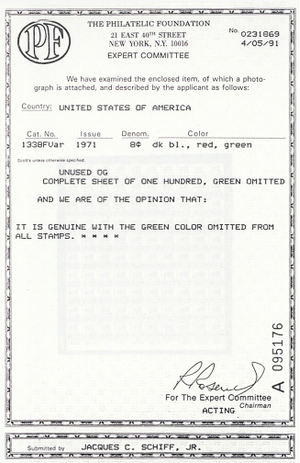 PF
THE PHILATELIC FOUNDATION
21 EAST 40TH STREET
NEW YORK, N.Y. 10016
EXPERT COMMITTEE
No. 0231869
4/05/91
We have examined the enclosed item, of which a photo-
graph is attached, and described by the applicant as follows:
Country: UNITED STATES OF AMERICA
Cat. No. Issue Denom. Color
1338FVar 1971 8¢ dk bl., red, green
Scott's unless otherwise specified.
UNUSED OG
COMPLETE SHEET OF ONE HUNDRED, GREEN OMITTED
AND WE ARE OF THE OPINION THAT:
IT IS GENUINE WITH THE GREEN COLOR OMITTED FROM
ALL STAMPS. * * * *
For The Expert Committee
Chairman
ACTING
A 095176
Submitted by JACQUES C. SCHIFF, JR.